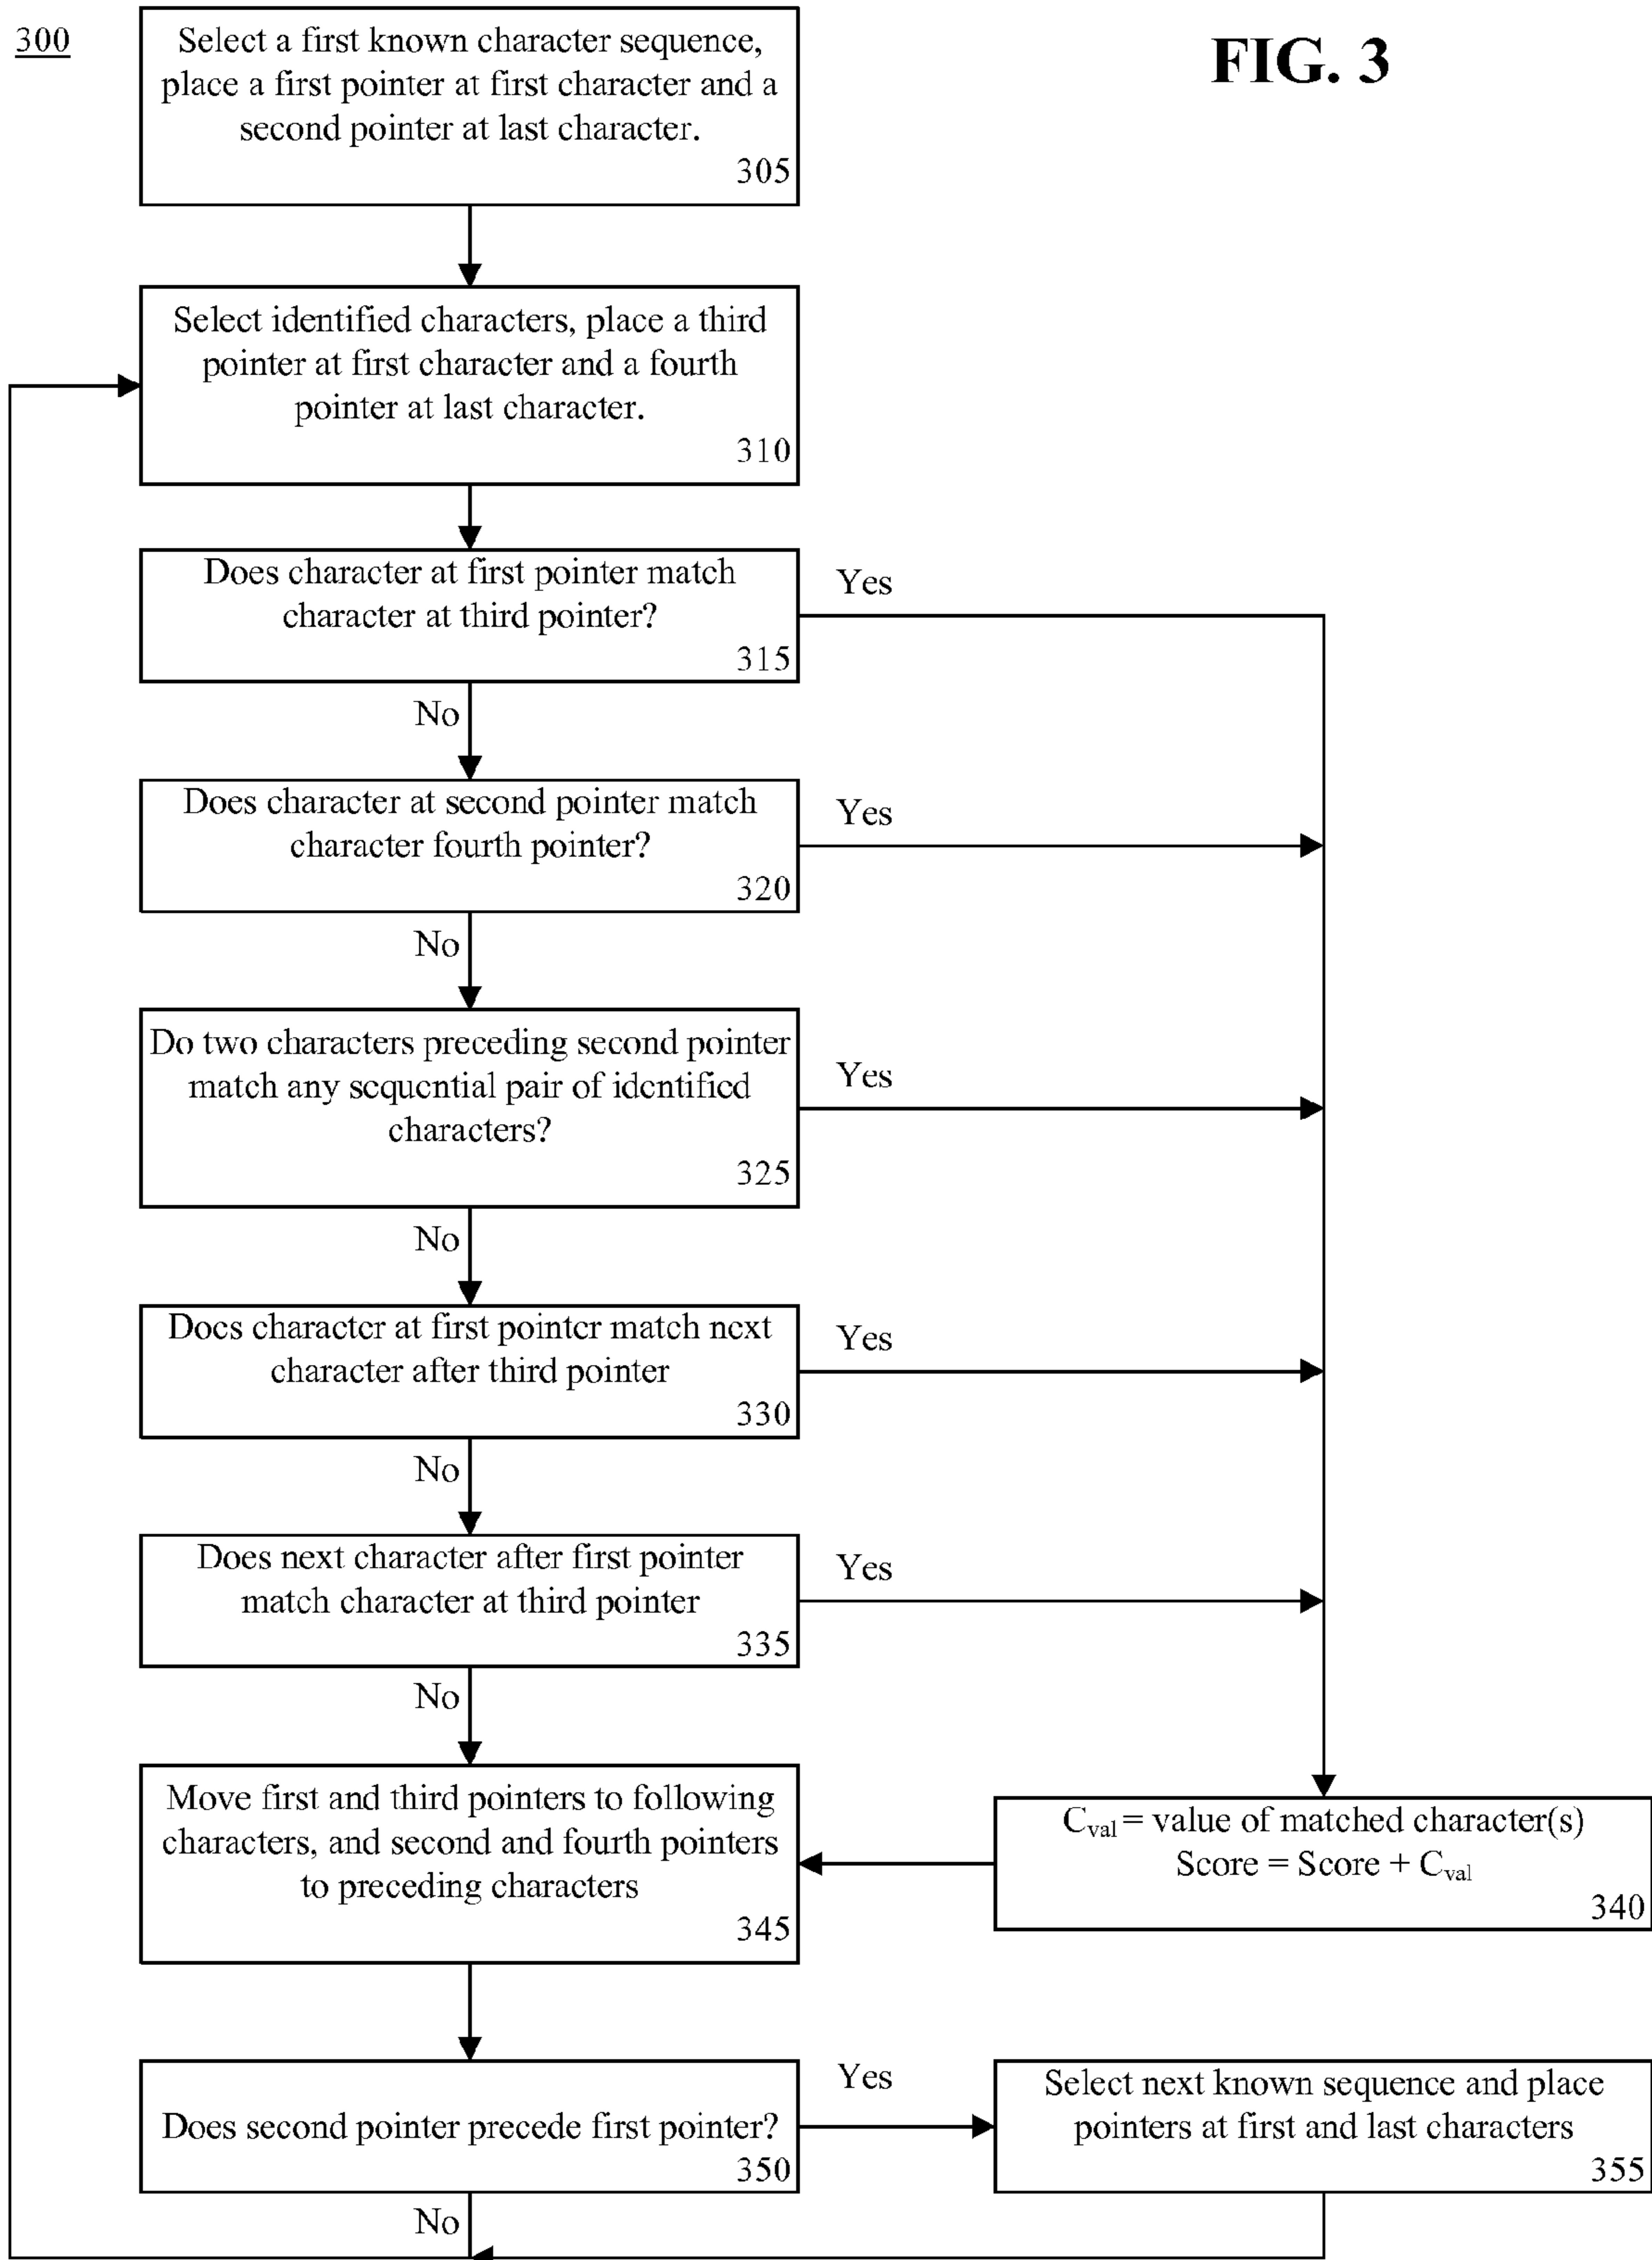 300
FIG. 3
Select a first known character sequence,
place a first pointer at first character and a
second pointer at last character.
305
Select identified characters, place a third
pointer at first character and a fourth
pointer at last character.
310
Does character at first pointer match
character at third pointer?
315
Yes
No
Does character at second pointer match
character fourth pointer?
320
Yes
No
Do two characters preceding second pointer
match any sequential pair of identified
characters?
325
Yes
No
Does character at first pointer match next
character after third pointer
330
Yes
No
Does next character after first pointer
match character at third pointer
335
Yes
No
Move first and third pointers to following
characters, and second and fourth pointers
to preceding characters
345
C_val = value of matched character(s)
Score = Score + C_val
340
Does second pointer precede first pointer?
350
Yes
No
Select next known sequence and place
pointers at first and last characters
355